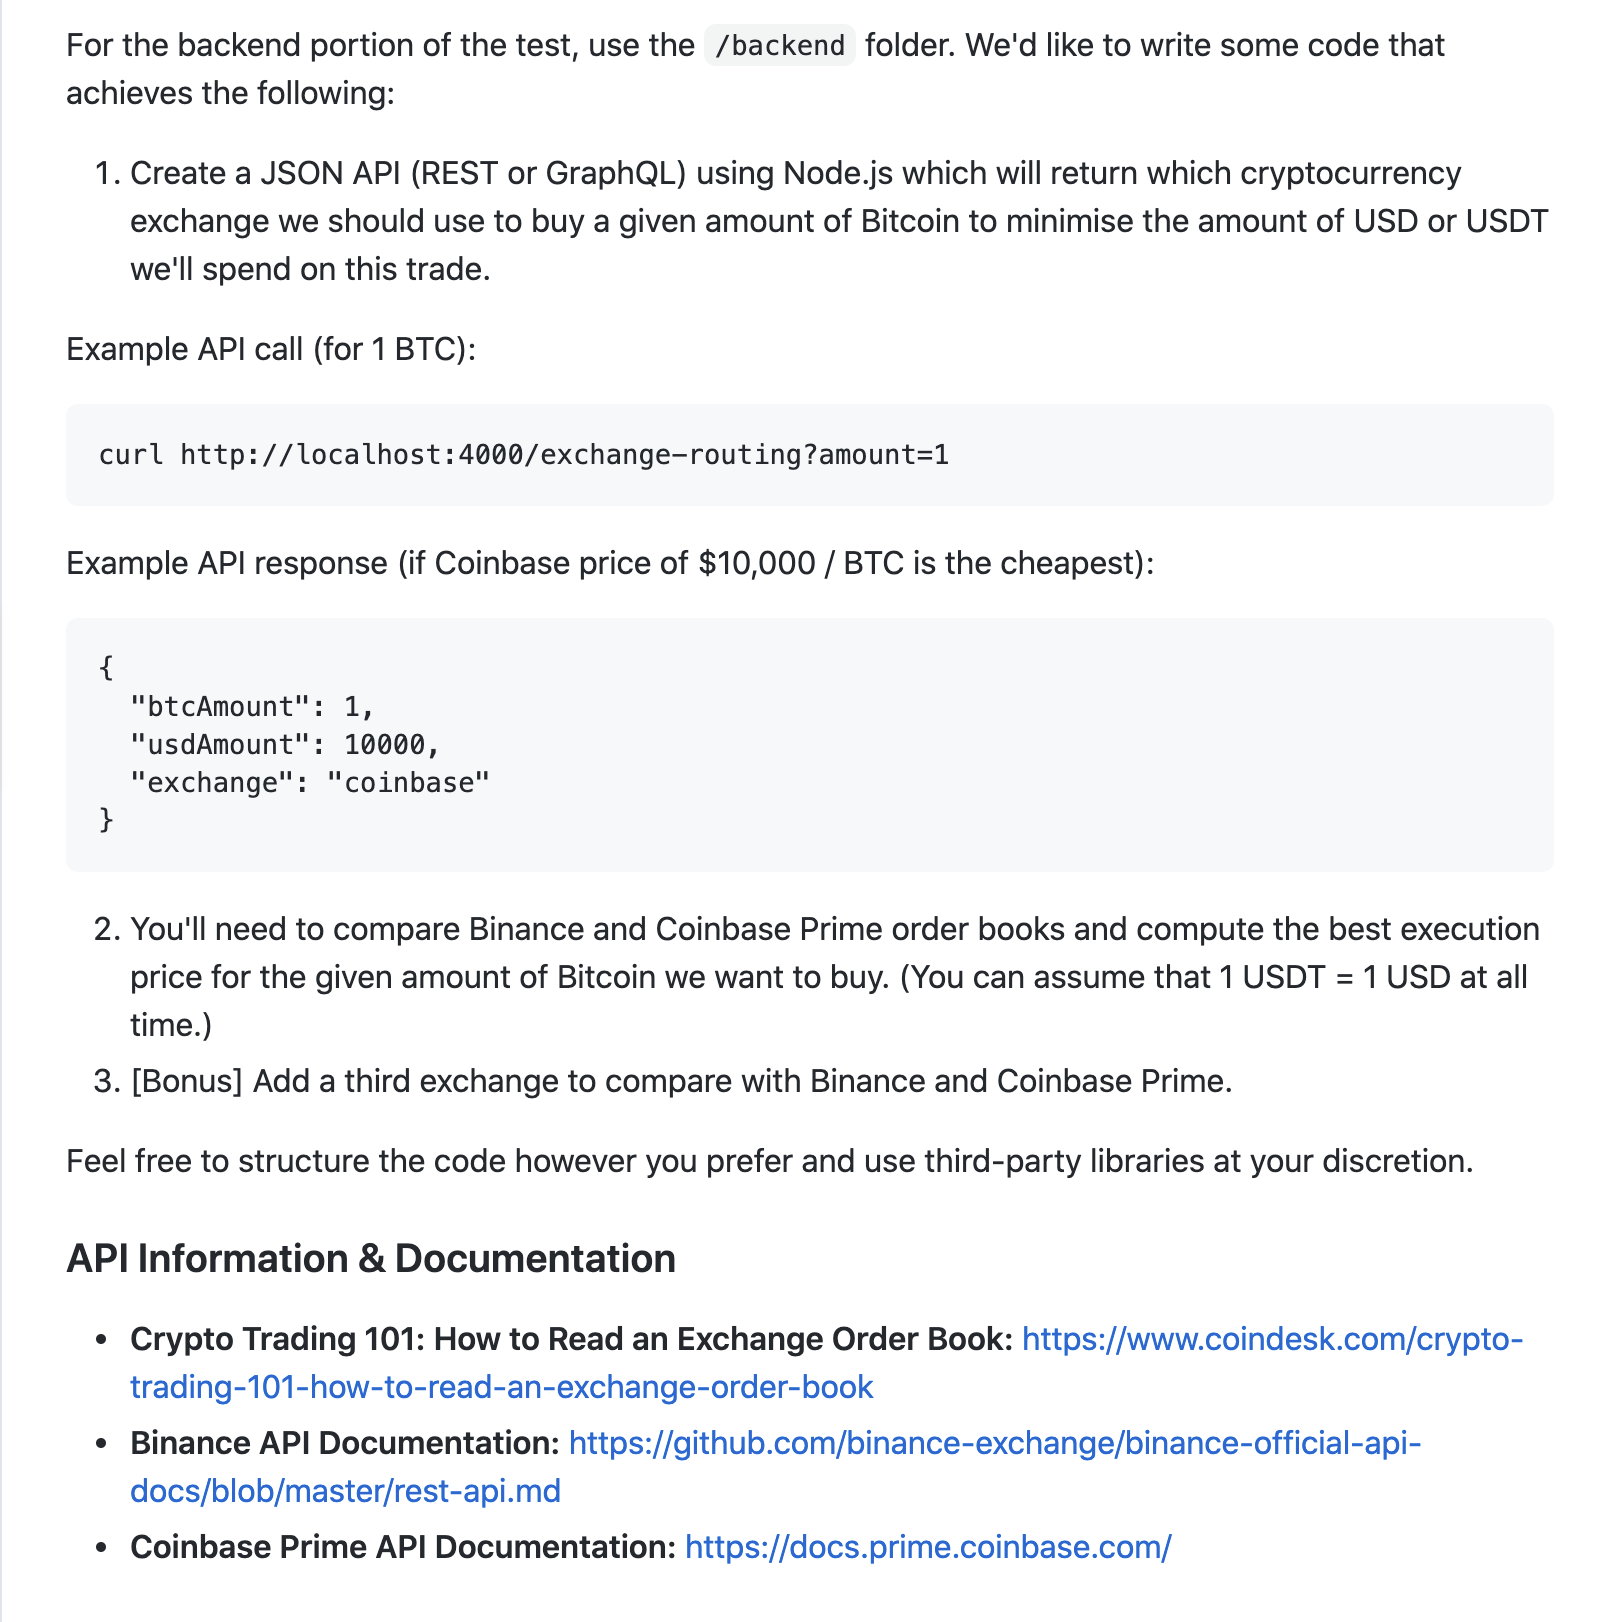 For the backend portion of the test, use the /backend folder. We'd like to write some code that
achieves the following:
1. Create a JSON API (REST or GraphQL) using Node.js which will return which cryptocurrency
exchange we should use to buy a given amount of Bitcoin to minimise the amount of USD or USDT
we'll spend on this trade.
Example API call (for 1 BTC):
curl http://localhost:4000/exchange-routing?amount=1
Example API response (if Coinbase price of $10,000 / BTC is the cheapest):
{
"btcAmount": 1,
"usdAmount": 10000,
"exchange": "coinbase"
}
2. You'll need to compare Binance and Coinbase Prime order books and compute the best execution
price for the given amount of Bitcoin we want to buy. (You can assume that 1 USDT = 1 USD at all
time.)
3. [Bonus] Add a third exchange to compare with Binance and Coinbase Prime.
Feel free to structure the code however you prefer and use third-party libraries at your discretion.
API Information & Documentation
• Crypto Trading 101: How to Read an Exchange Order Book: https://www.coindesk.com/crypto-
trading-101-how-to-read-an-exchange-order-book
• Binance API Documentation: https://github.com/binance-exchange/binance-official-api-
docs/blob/master/rest-api.md
• Coinbase Prime API Documentation: https://docs.prime.coinbase.com/